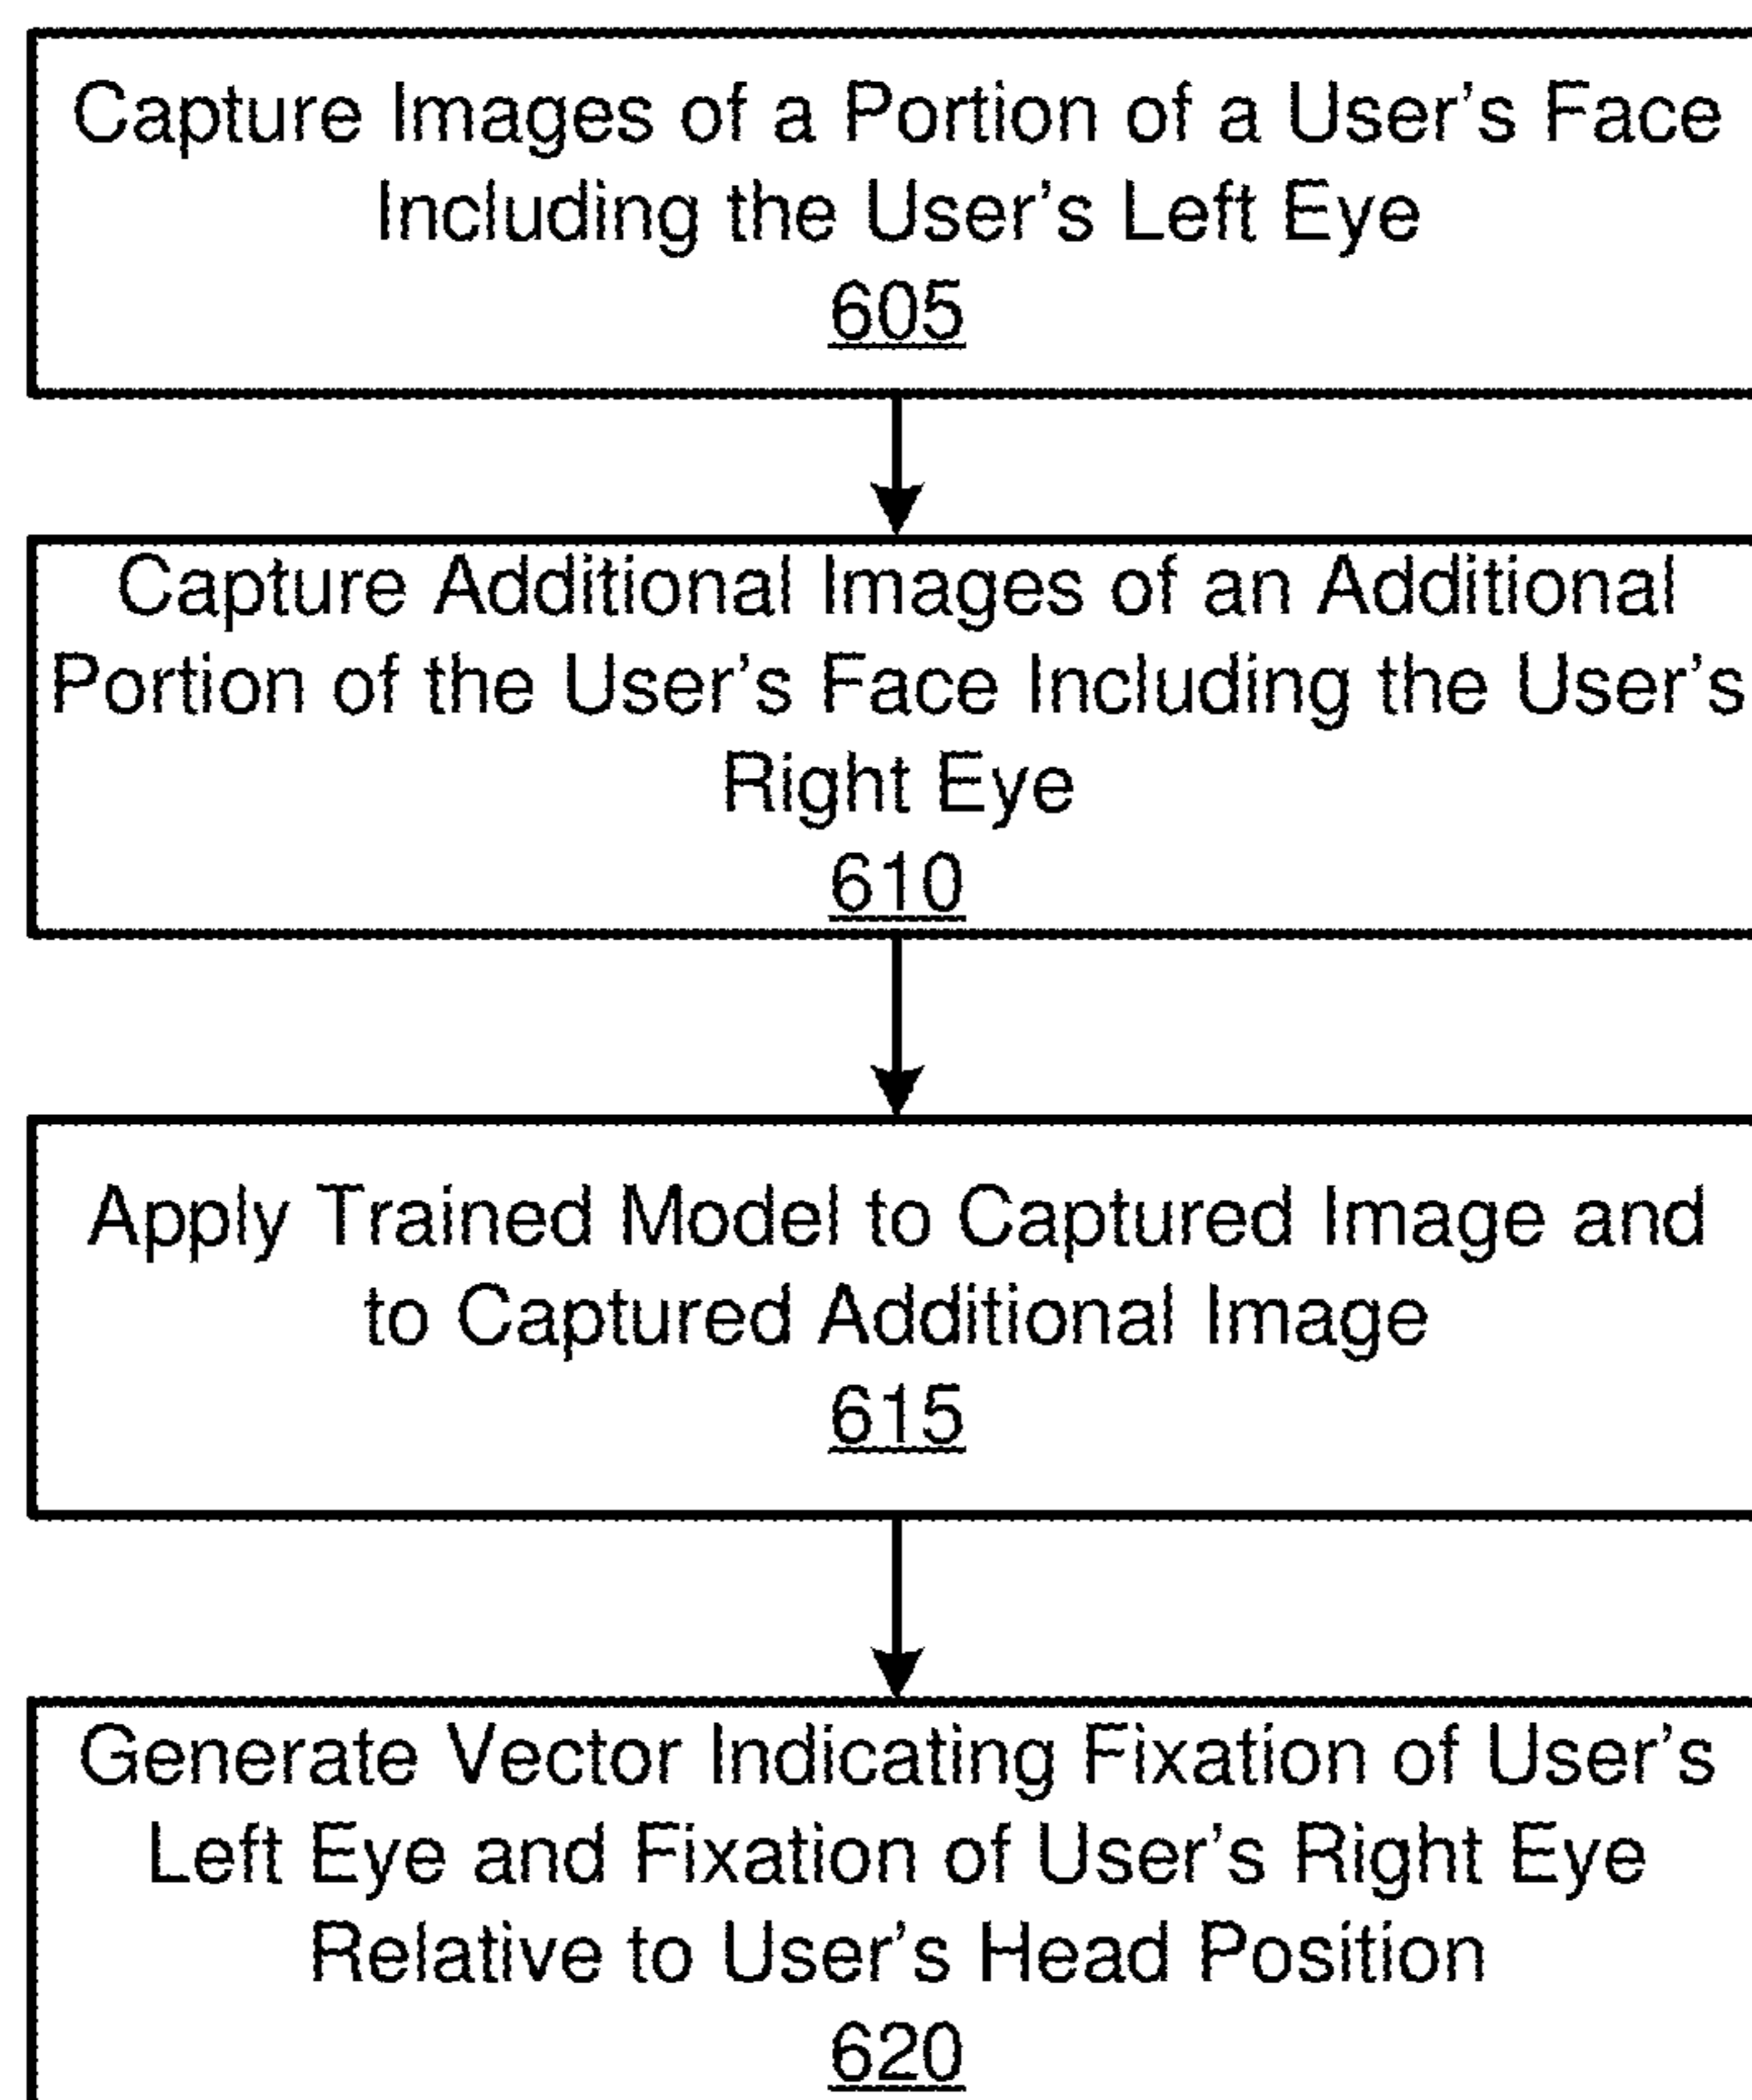 Capture Images of a Portion of a User's Face
Including the User's Left Eye
605
Capture Additional Images of an Additional
Portion of the User's Face Including the User's
Right Eye
610
Apply Trained Model to Captured Image and
to Captured Additional Image
615
Generate Vector Indicating Fixation of User's
Left Eye and Fixation of User's Right Eye
Relative to User's Head Position
620